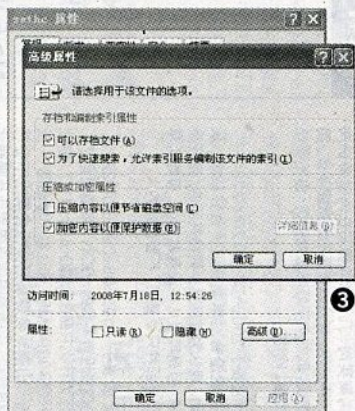 属性
高级属性
请选择用于该文件的选项。
存档和编制索引属性
可以存档文件(A)
为了快速搜索，允许索引服务编制该文件的索引(I)
压缩或加密属性
压缩内容以便节省磁盘空间(C)
加密内容以便保护数据(E)
详细信息(D)
确定 取消
访问时间: 2008年7月18日, 12:54:26
❸
属性: 只读(R) / 隐藏(H) 高级(D)...
确定 取消 应用(A)